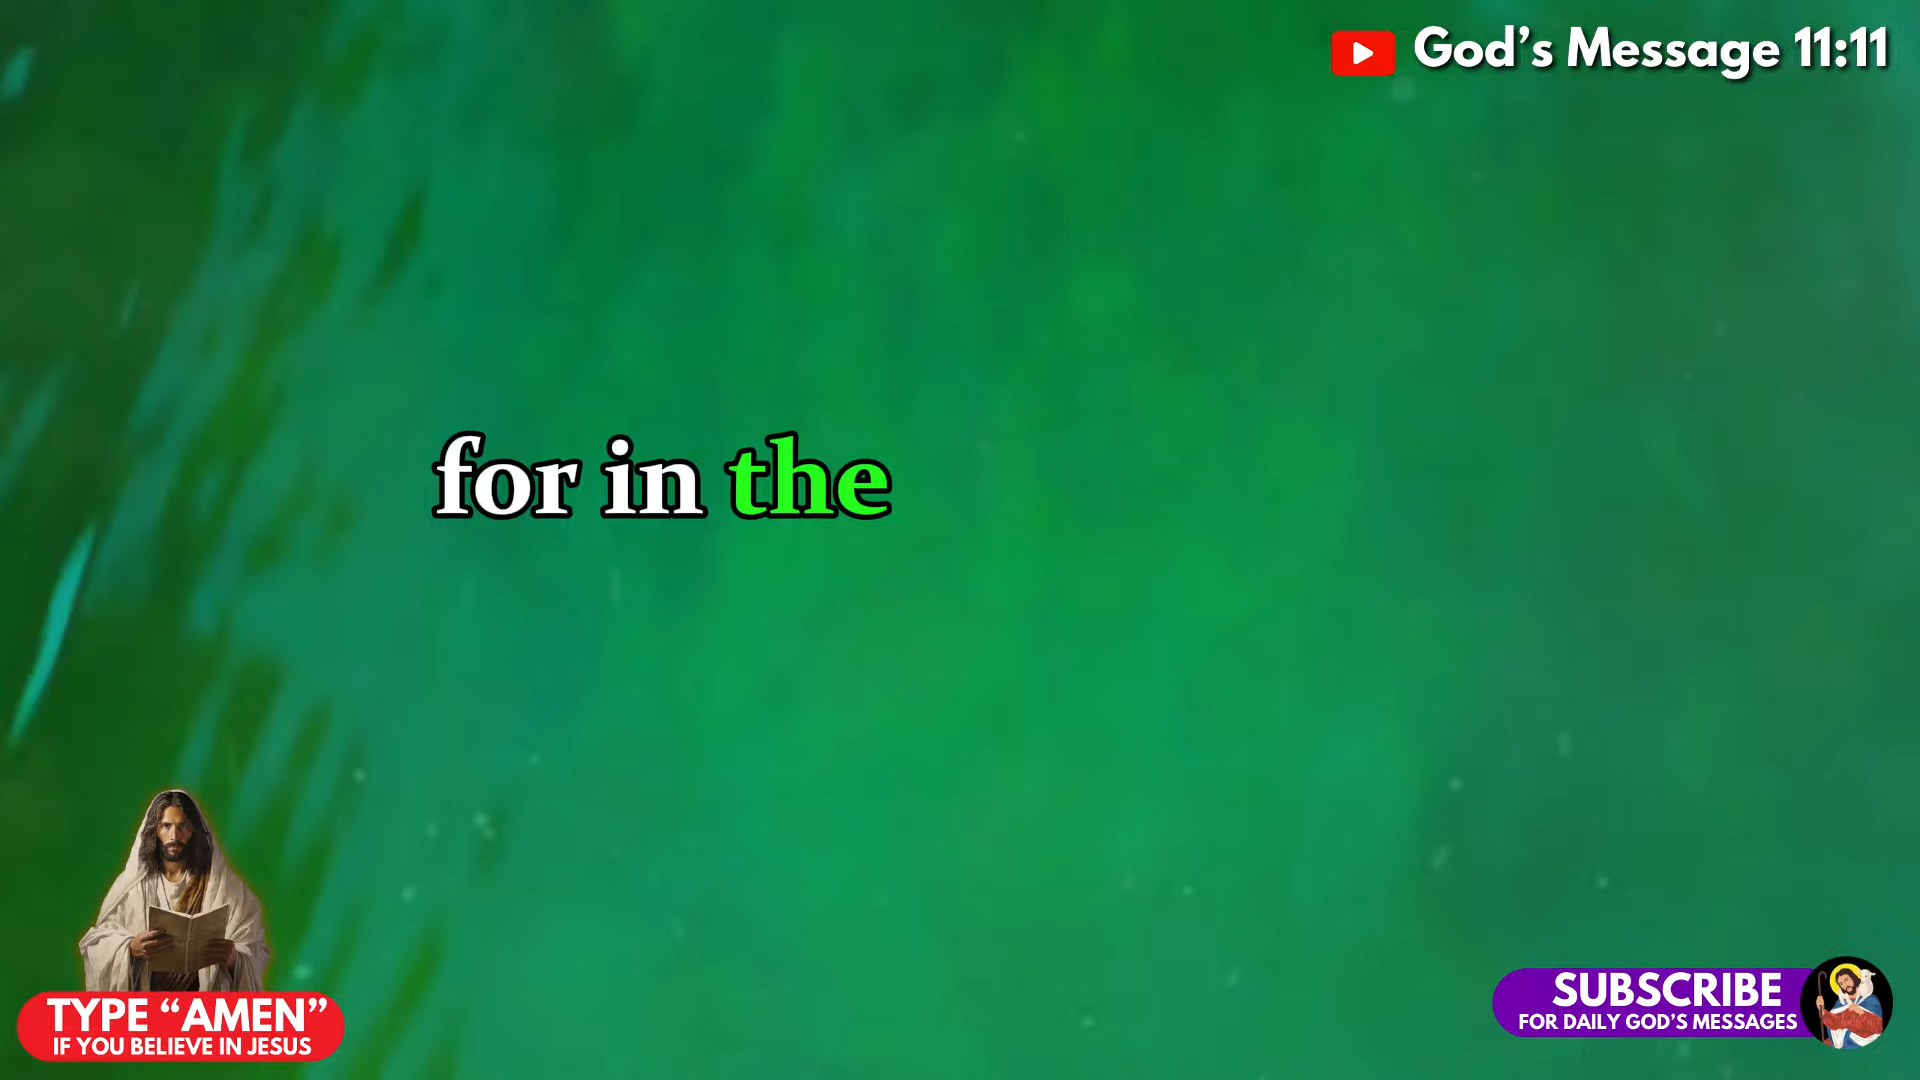 God’s Message 11:11
for in the
TYPE “AMEN”
IF YOU BELIEVE IN JESUS
SUBSCRIBE
FOR DAILY GOD’S MESSAGES